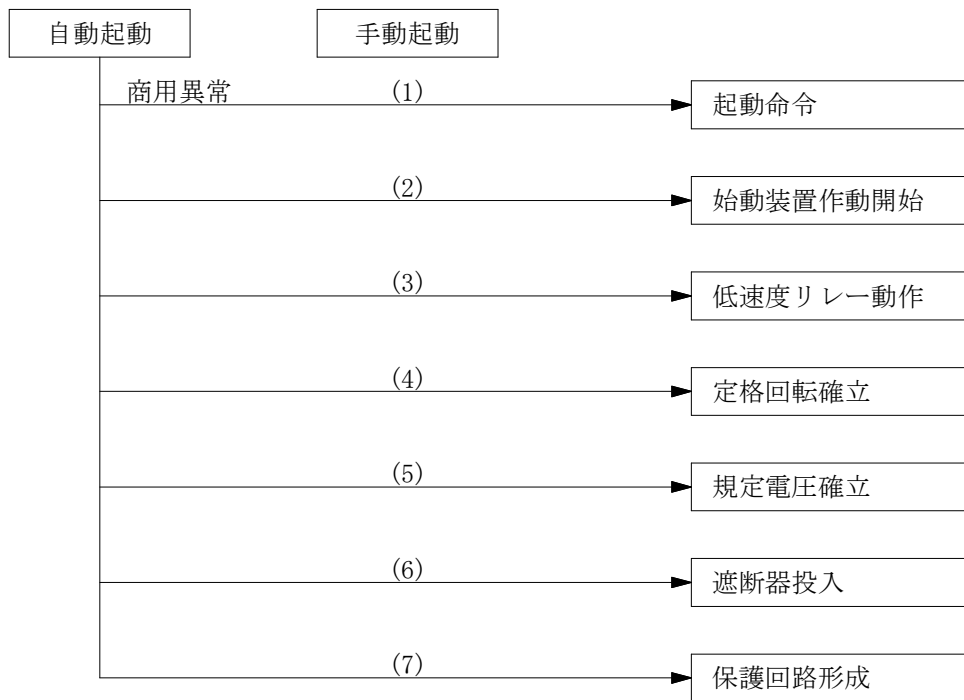 自動起動 手動起動
商用異常 (1) 起動命令
(2) 始動装置作動開始
(3) 低速度リレー動作
(4) 定格回転確立
(5) 規定電圧確立
(6) 遮断器投入
(7) 保護回路形成